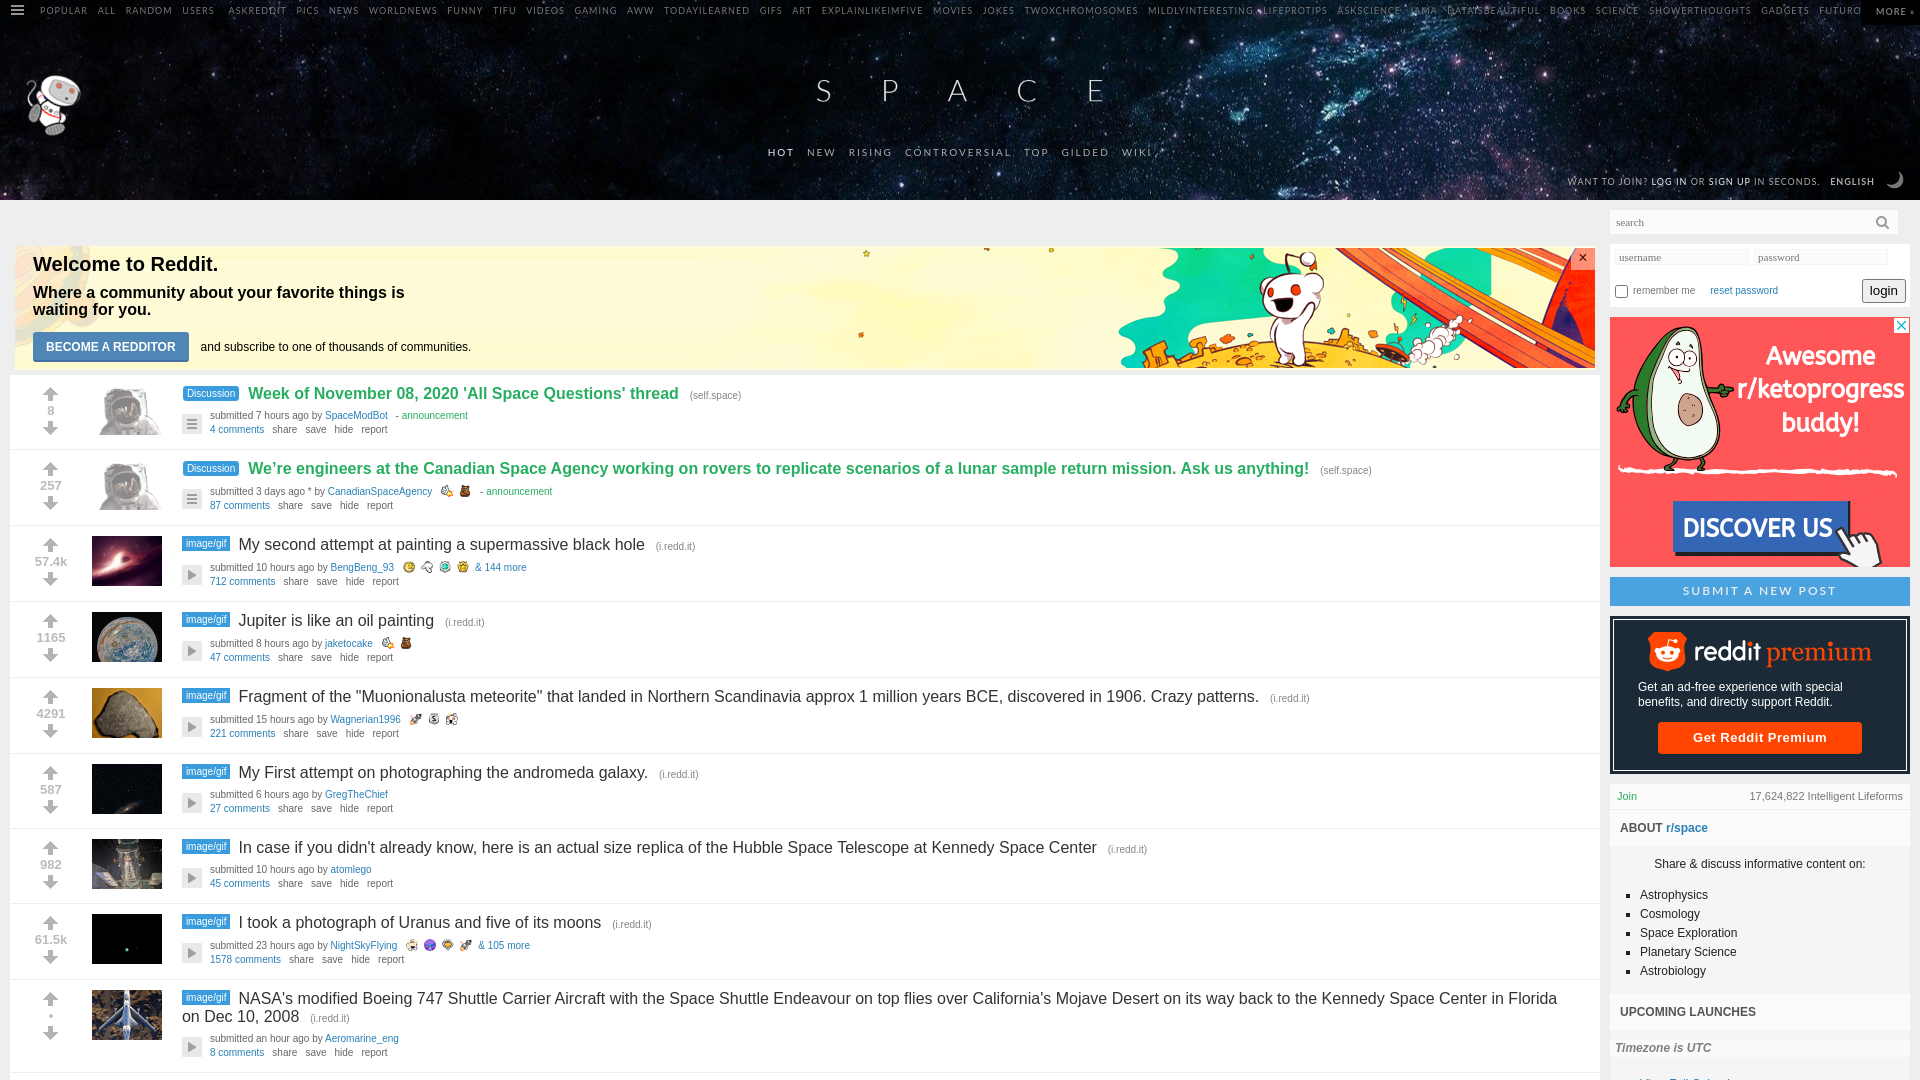 POPULAR ALL RANDOM USERS ASKREDDIT PICS NEWS WORLDNEWS FUNNY TIFU VIDEOS GAMING AWW TODAYILEARNED GIFS ART EXPLAINLIKEIMFIVE MOVIES JOKES TWOXCHROMOSOMES MILDLYINTERESTING LIFEPROTIPS ASKSCIENCE IAMA DATAISBEAUTIFUL BOOKS SCIENCE SHOWERTHOUGHTS GADGETS FUTURO MORE »
SPACE
HOT NEW RISING CONTROVERSIAL TOP GILDED WIKI
WANT TO JOIN? LOG IN OR SIGN UP IN SECONDS. ENGLISH
search
Welcome to Reddit.
Where a community about your favorite things is
waiting for you.
BECOME A REDDITOR and subscribe to one of thousands of communities.
×
username password
remember me reset password login
Awesome
r/ketoprogress
buddy!
DISCOVER US
SUBMIT A NEW POST
reddit premium
Get an ad-free experience with special
benefits, and directly support Reddit.
Get Reddit Premium
Join 17,624,822 Intelligent Lifeforms
ABOUT r/space
Share & discuss informative content on:
Astrophysics
Cosmology
Space Exploration
Planetary Science
Astrobiology
UPCOMING LAUNCHES
Timezone is UTC
8
Discussion Week of November 08, 2020 'All Space Questions' thread (self.space)
submitted 7 hours ago by SpaceModBot - announcement
4 comments share save hide report
257
Discussion We’re engineers at the Canadian Space Agency working on rovers to replicate scenarios of a lunar sample return mission. Ask us anything! (self.space)
submitted 3 days ago * by CanadianSpaceAgency - announcement
87 comments share save hide report
57.4k
image/gif My second attempt at painting a supermassive black hole (i.redd.it)
submitted 10 hours ago by BengBeng_93 & 144 more
712 comments share save hide report
1165
image/gif Jupiter is like an oil painting (i.redd.it)
submitted 8 hours ago by jaketocake
47 comments share save hide report
4291
image/gif Fragment of the "Muonionalusta meteorite" that landed in Northern Scandinavia approx 1 million years BCE, discovered in 1906. Crazy patterns. (i.redd.it)
submitted 15 hours ago by Wagnerian1996
221 comments share save hide report
587
image/gif My First attempt on photographing the andromeda galaxy. (i.redd.it)
submitted 6 hours ago by GregTheChief
27 comments share save hide report
982
image/gif In case if you didn't already know, here is an actual size replica of the Hubble Space Telescope at Kennedy Space Center (i.redd.it)
submitted 10 hours ago by atomlego
45 comments share save hide report
61.5k
image/gif I took a photograph of Uranus and five of its moons (i.redd.it)
submitted 23 hours ago by NightSkyFlying & 105 more
1578 comments share save hide report
•
image/gif NASA's modified Boeing 747 Shuttle Carrier Aircraft with the Space Shuttle Endeavour on top flies over California's Mojave Desert on its way back to the Kennedy Space Center in Florida
on Dec 10, 2008 (i.redd.it)
submitted an hour ago by Aeromarine_eng
8 comments share save hide report